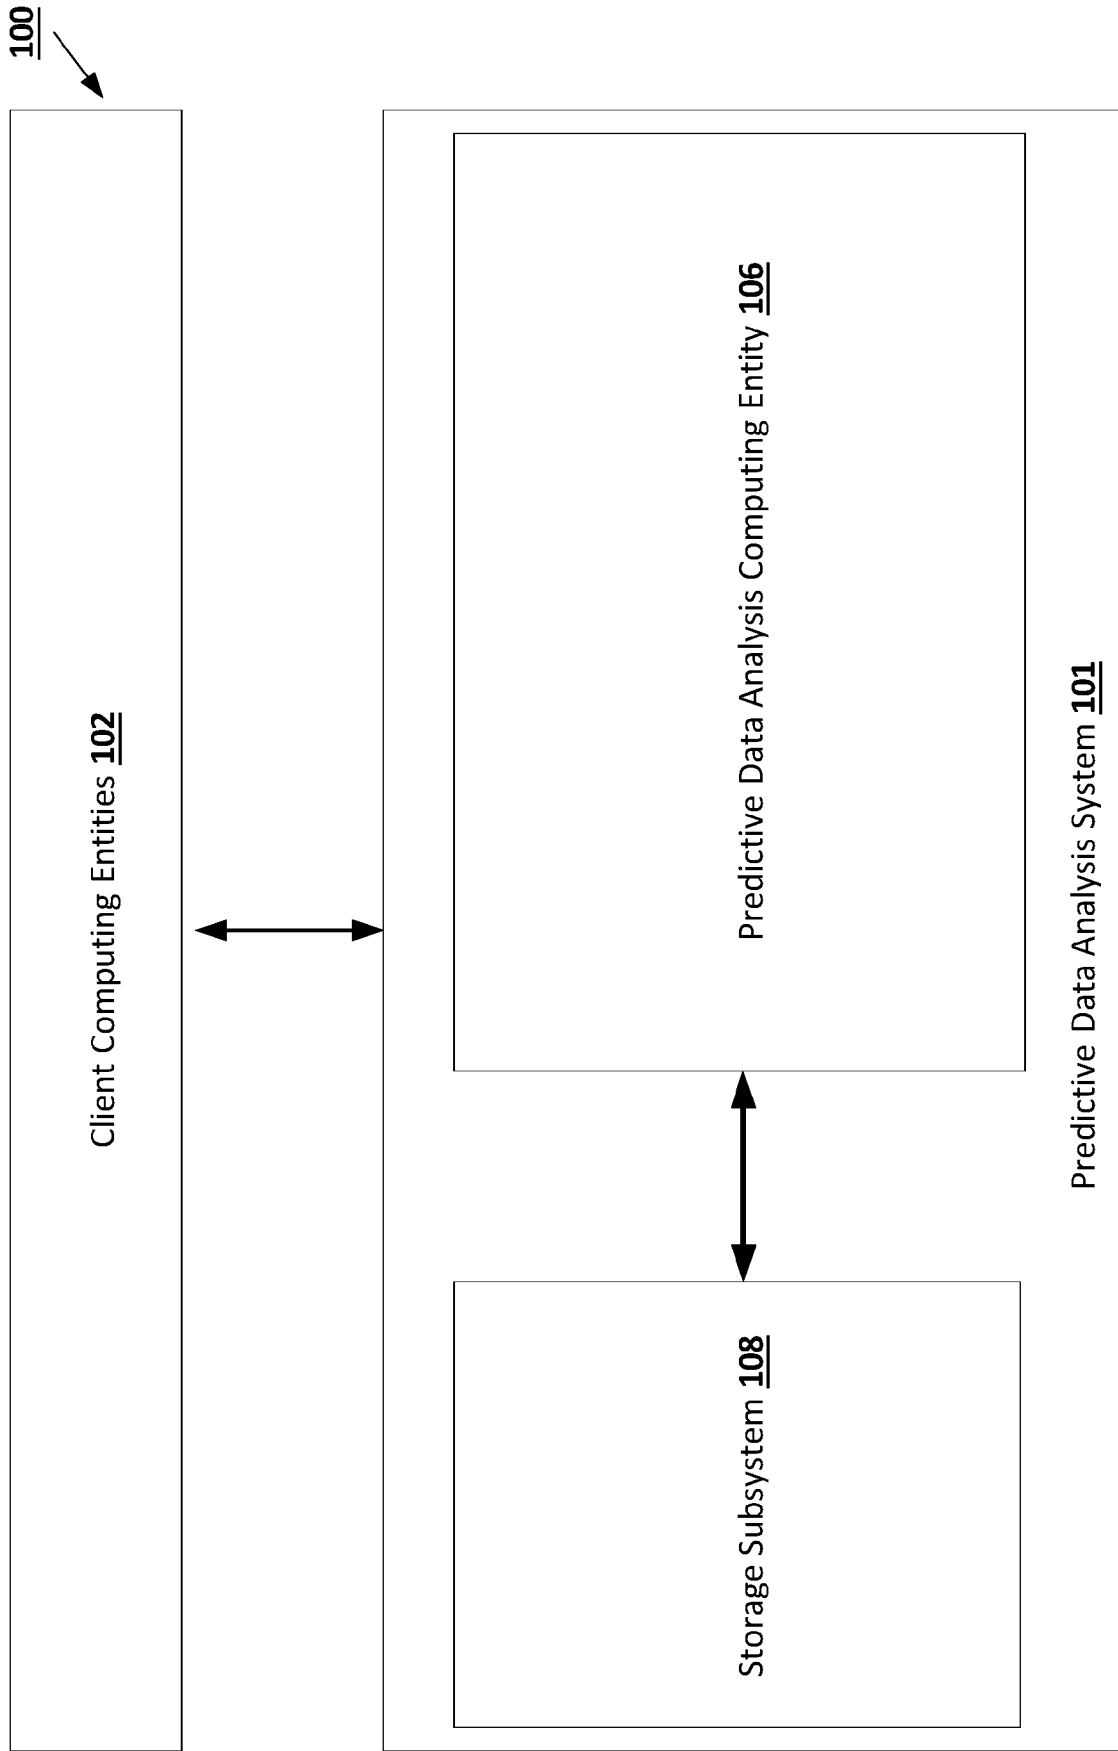 100
Client Computing Entities 102
Storage Subsystem 108
Predictive Data Analysis Computing Entity 106
Predictive Data Analysis System 101